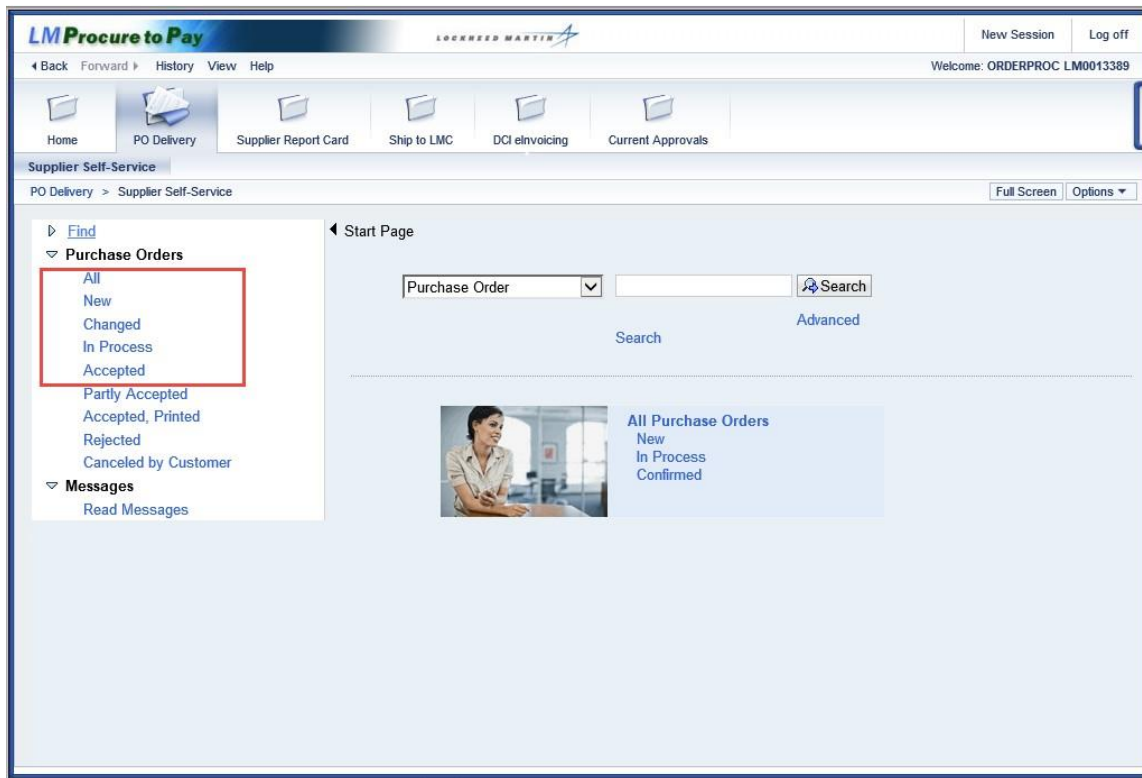 LM Procure to Pay LOCKHEED MARTIN New Session Log off
Back Forward History View Help Welcome: ORDERPROC LM0013389
Home PO Delivery Supplier Report Card Ship to LMC DCI eInvoicing Current Approvals
Supplier Self-Service
PO Delivery > Supplier Self-Service Full Screen Options
Find
Purchase Orders
All
New
Changed
In Process
Accepted
Partly Accepted
Accepted, Printed
Rejected
Canceled by Customer
Messages
Read Messages
Start Page
Purchase Order Search
Advanced
Search
All Purchase Orders
New
In Process
Confirmed